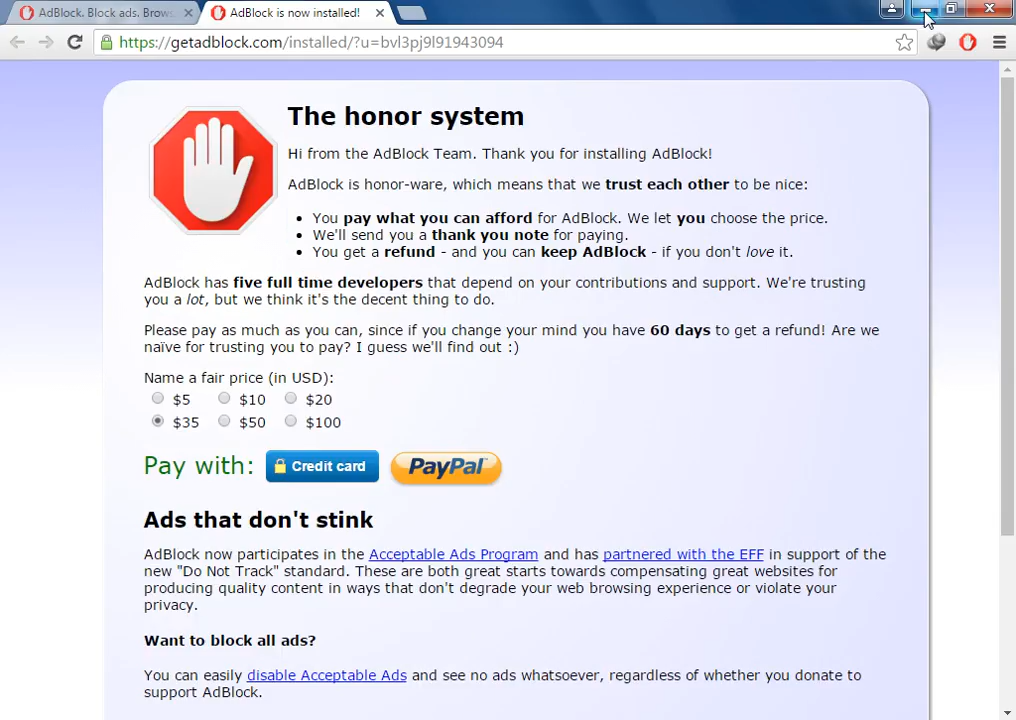 AdBlock. Block ads. Brows
AdBlock is now installed!
https://getadblock.com/installed/?u=bvl3pj9l91943094
The honor system
Hi from the AdBlock Team. Thank you for installing AdBlock!
AdBlock is honor-ware, which means that we trust each other to be nice:
• You pay what you can afford for AdBlock. We let you choose the price.
• We'll send you a thank you note for paying.
• You get a refund - and you can keep AdBlock - if you don't love it.
AdBlock has five full time developers that depend on your contributions and support. We're trusting
you a lot, but we think it's the decent thing to do.
Please pay as much as you can, since if you change your mind you have 60 days to get a refund! Are we
naïve for trusting you to pay? I guess we'll find out :)
Name a fair price (in USD):
$5 $10 $20
$35 $50 $100
Pay with: Credit card PayPal™
Ads that don't stink
AdBlock now participates in the Acceptable Ads Program and has partnered with the EFF in support of the
new "Do Not Track" standard. These are both great starts towards compensating great websites for
producing quality content in ways that don't degrade your web browsing experience or violate your
privacy.
Want to block all ads?
You can easily disable Acceptable Ads and see no ads whatsoever, regardless of whether you donate to
support AdBlock.